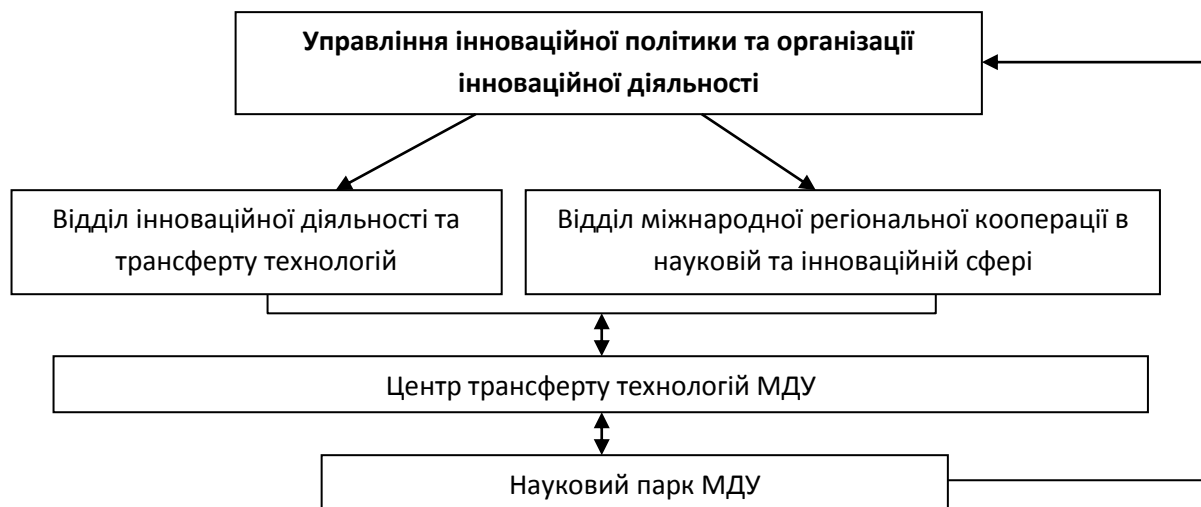 Управління інноваційної політики та організації
інноваційної діяльності
Відділ інноваційної діяльності та
трансферту технологій
Відділ міжнародної регіональної кооперації в
науковій та інноваційній сфері
Центр трансферту технологій МДУ
Науковий парк МДУ